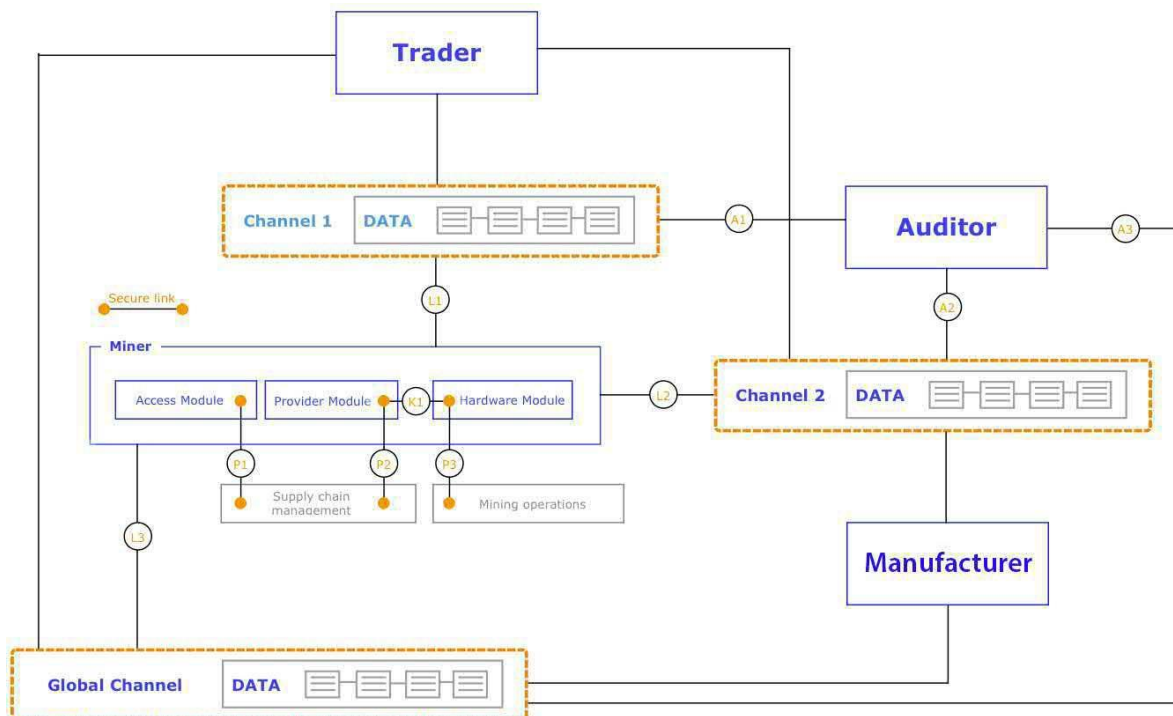 Trader
Channel 1
DATA
A1
Auditor
A3
Secure link
L1
A2
Miner
Access Module
Provider Module
K1
Hardware Module
L2
Channel 2
DATA
P1
P2
P3
Supply chain
management
Mining operations
L3
Manufacturer
Global Channel
DATA